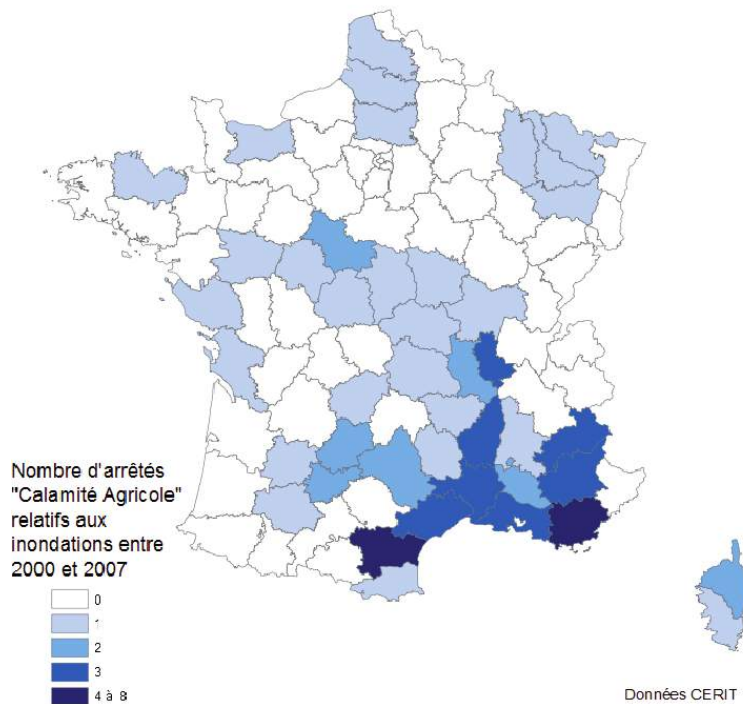 Nombre d'arrêtés
"Calamité Agricole"
relatifs aux
inondations entre
2000 et 2007
0
1
2
3
4 à 8
Données CERIT